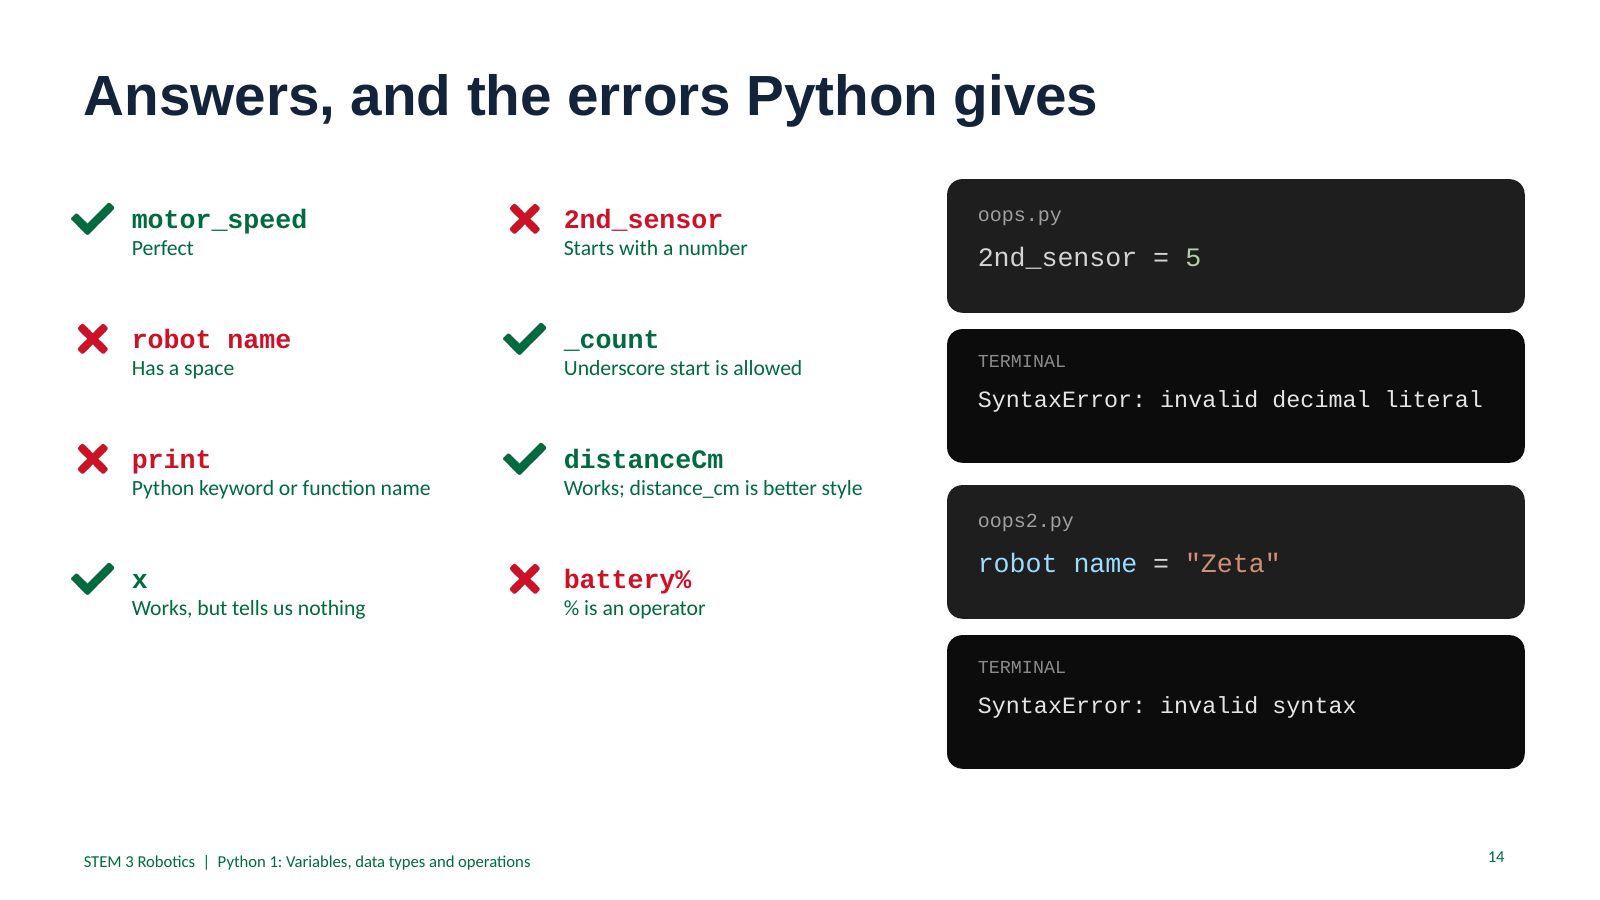 Answers, and the errors Python gives
motor_speed
Perfect
2nd_sensor
Starts with a number
robot name
Has a space
_count
Underscore start is allowed
print
Python keyword or function name
distanceCm
Works; distance_cm is better style
x
Works, but tells us nothing
battery%
% is an operator
oops.py
2nd_sensor = 5
TERMINAL
SyntaxError: invalid decimal literal
oops2.py
robot name = "Zeta"
TERMINAL
SyntaxError: invalid syntax
STEM 3 Robotics | Python 1: Variables, data types and operations
14